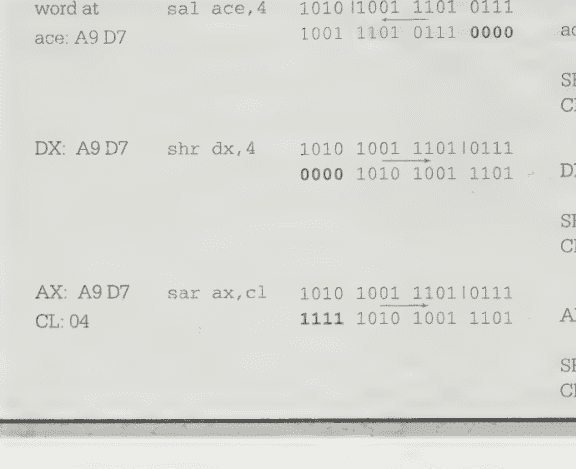 word at sal ace,4 1010|1001 1101 0111
ace: A9 D7 1001 1101 0111 0000
DX: A9 D7 shr dx,4 1010 1001 1101|0111
0000 1010 1001 1101
AX: A9 D7 sar ax,cl 1010 1001 1101|0111
CL: 04 1111 1010 1001 1101